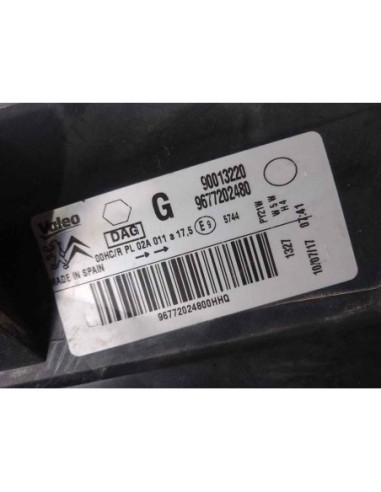 Valeo
MADE IN SPAIN
DAG
G
90013220
9677202480
00HC/R PL 02A 011 a 17,5 E9 5744
PY21W
W5W
H4
1327
10/07/17 07:41
96772024800HHQ